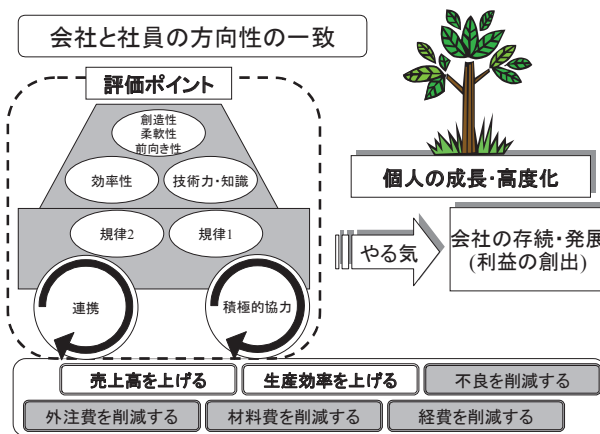 会社と社員の方向性の一致
評価ポイント
創造性
柔軟性
前向き性
効率性
技術力・知識
規律2
規律1
連携
積極的協力
個人の成長・高度化
やる気
会社の存続・発展
(利益の創出)
売上高を上げる
生産効率を上げる
不良を削減する
外注費を削減する
材料費を削減する
経費を削減する